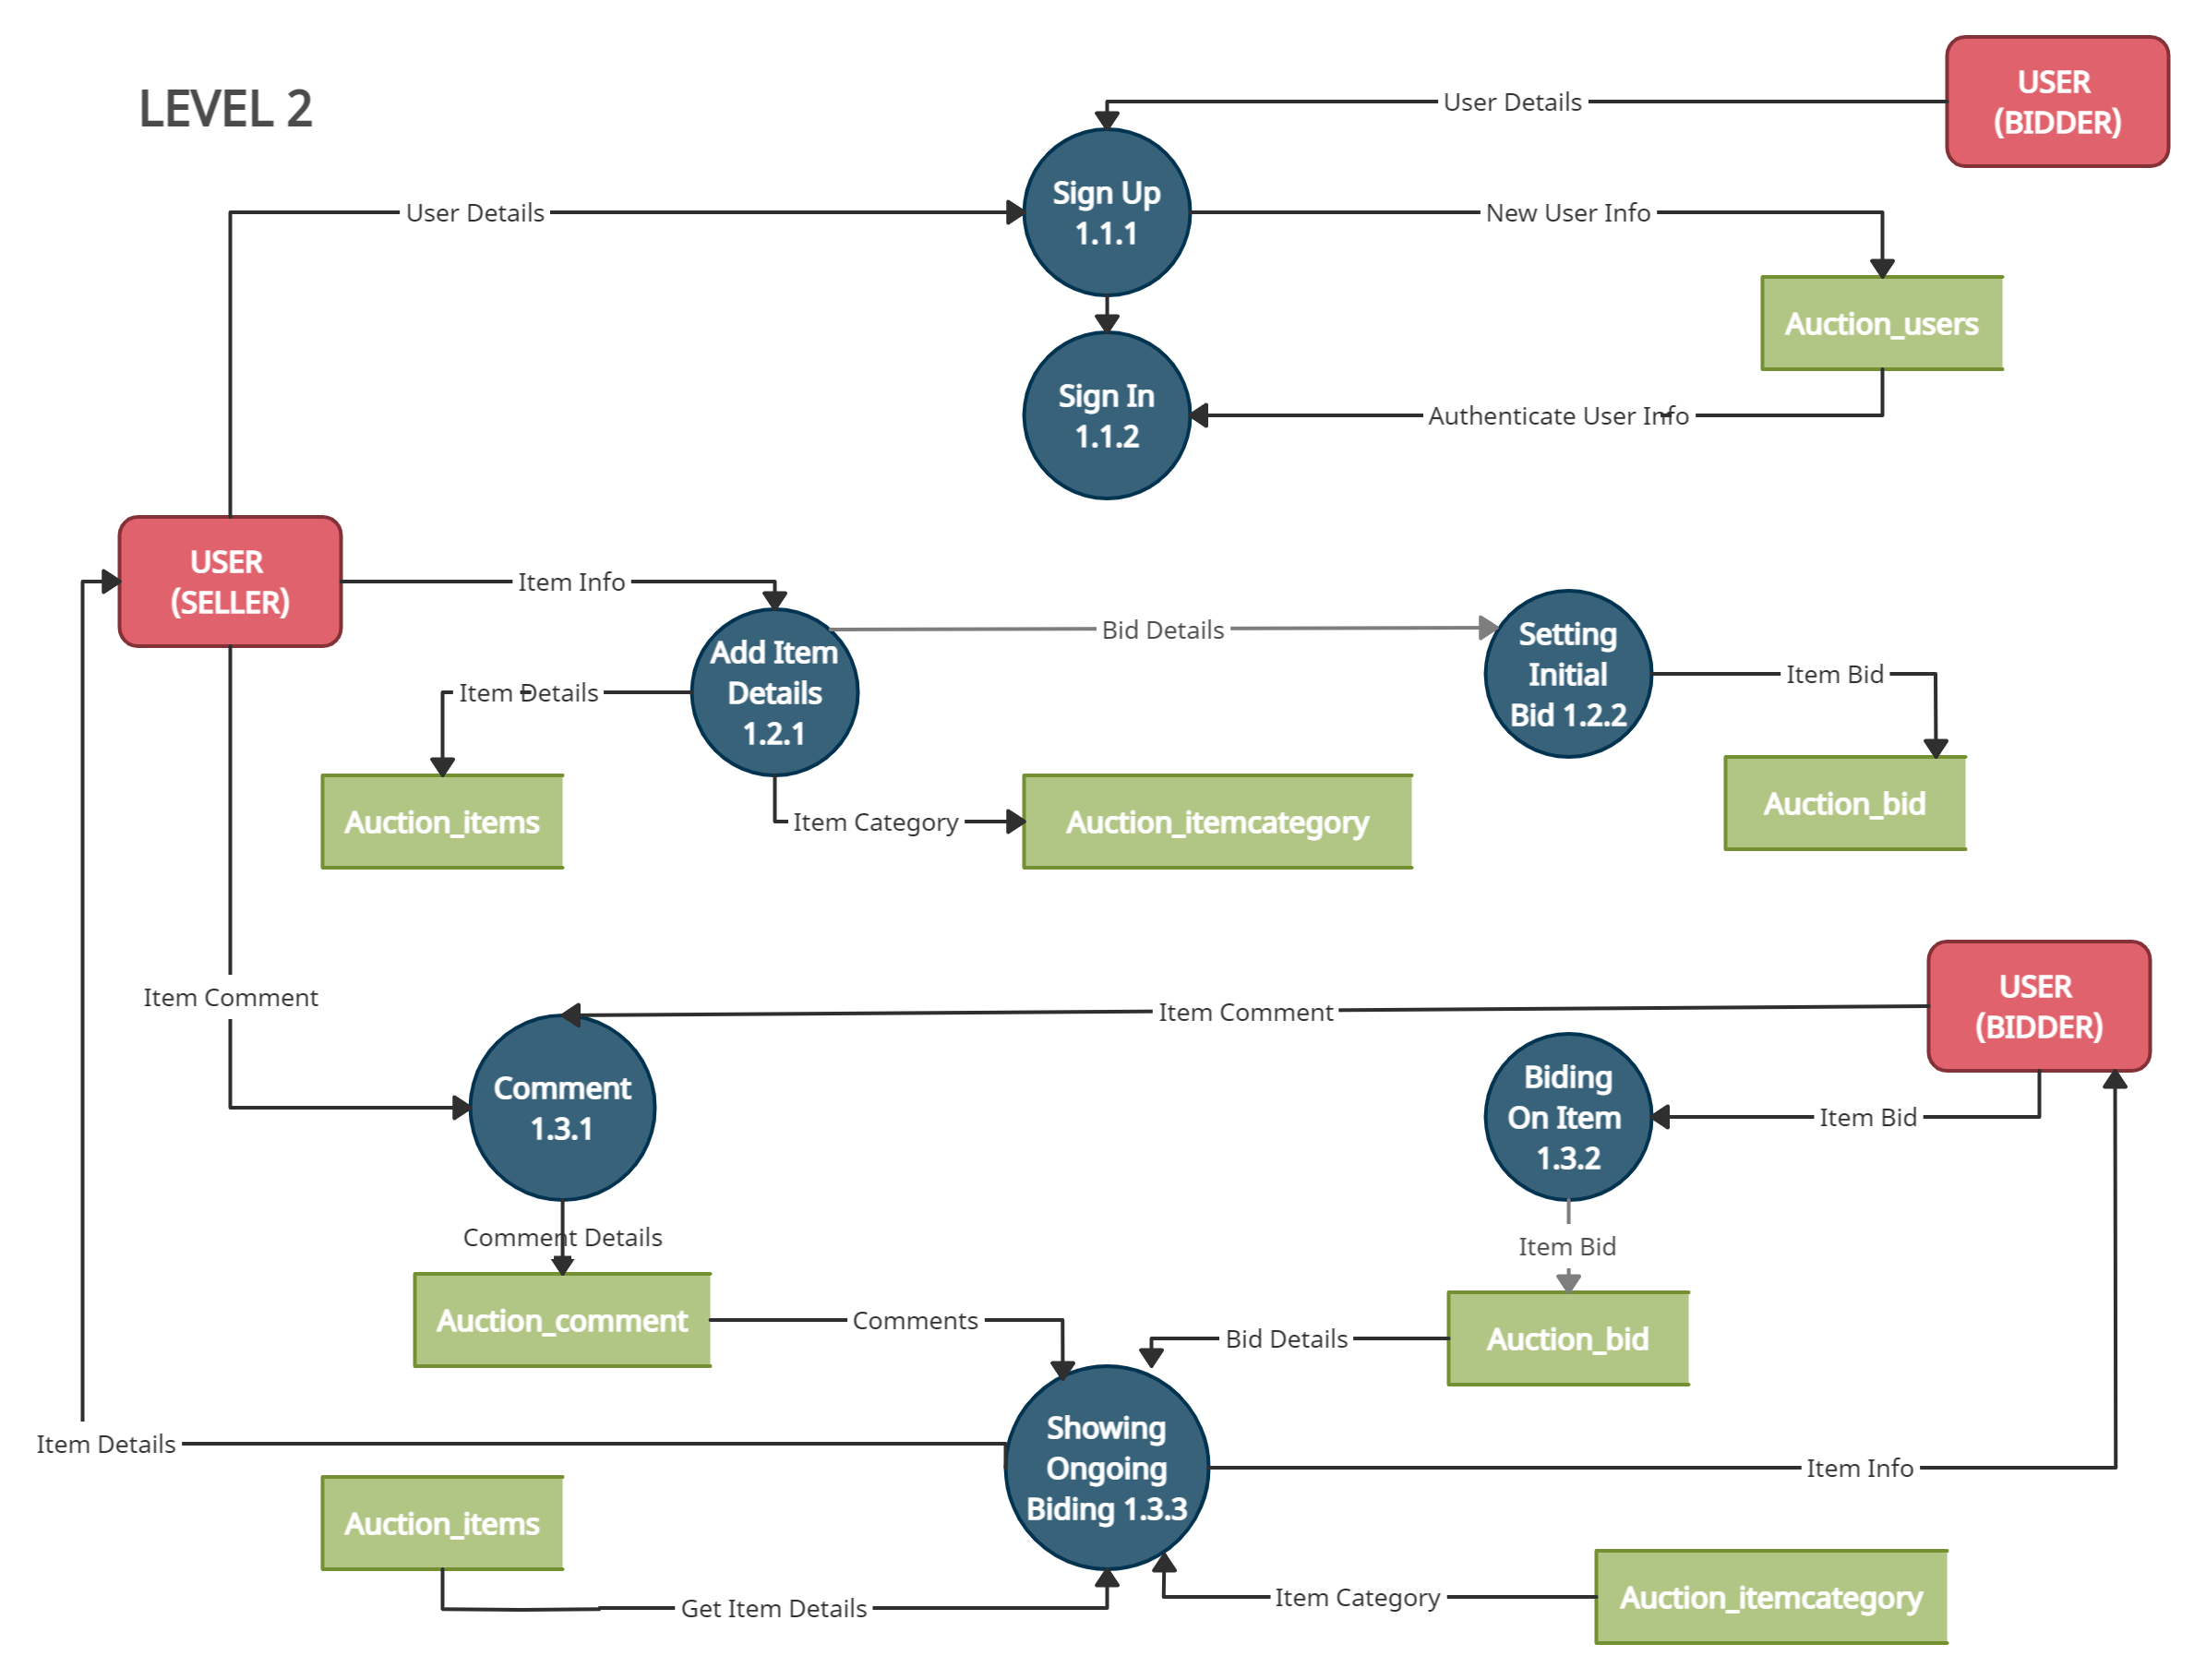 USER
(BIDDER)
LEVEL 2
User Details
Sign Up
1.1.1
User Details
New User Info
Auction_users
Sign In
1.1.2
Authenticate User Info
USER
(SELLER)
Item Info
Bid Details
Add Item
Details
1.2.1
Setting
Initial
Bid 1.2.2
Item Bid
Item Details
Auction_items
Item Category
Auction_itemcategory
Auction_bid
USER
(BIDDER)
Item Comment
Item Comment
Comment
1.3.1
Biding
On Item
1.3.2
Item Bid
Comment Details
Item Bid
Auction_comment
Comments
Bid Details
Auction_bid
Item Details
Showing
Ongoing
Biding 1.3.3
Item Info
Auction_items
Get Item Details
Item Category
Auction_itemcategory